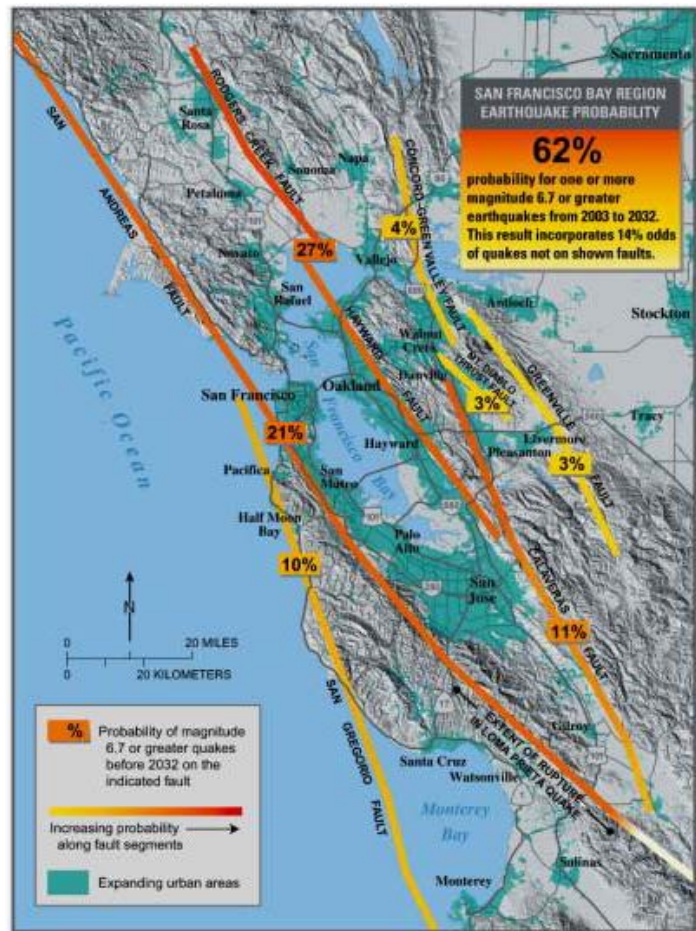 Sacramento
SAN FRANCISCO BAY REGION
EARTHQUAKE PROBABILITY
62%
probability for one or more
magnitude 6.7 or greater
earthquakes from 2003 to 2032.
This result incorporates 14% odds
of quakes not on shown faults.
SAN ANDREAS FAULT
RODGERS CREEK FAULT
CONCORD-GREEN VALLEY FAULT
Santa
Rosa
Sonoma
Napa
Petaluma
4%
27%
Novato
Vallejo
San
Rafael
Antioch
Stockton
HAYWARD FAULT
Walnut
Creek
MT. DIABLO
THRUST FAULT
GREENVILLE FAULT
Danville
Pacific Ocean
San Francisco Bay
San Francisco
Oakland
3%
Tracy
21%
Hayward
Livermore
Pleasanton
3%
Pacifica
San
Mateo
101
Half Moon
Bay
Palo
Alto
10%
San
Jose
CALAVERAS FAULT
11%
N
0 20 MILES
0 20 KILOMETERS
SAN GREGORIO FAULT
EXTENT OF RUPTURE
IN LOMA PRIETA QUAKE
Gilroy
101
Santa Cruz
Watsonville
Monterey
Bay
Salinas
Monterey
% Probability of magnitude
6.7 or greater quakes
before 2032 on the
indicated fault
Increasing probability
along fault segments
Expanding urban areas